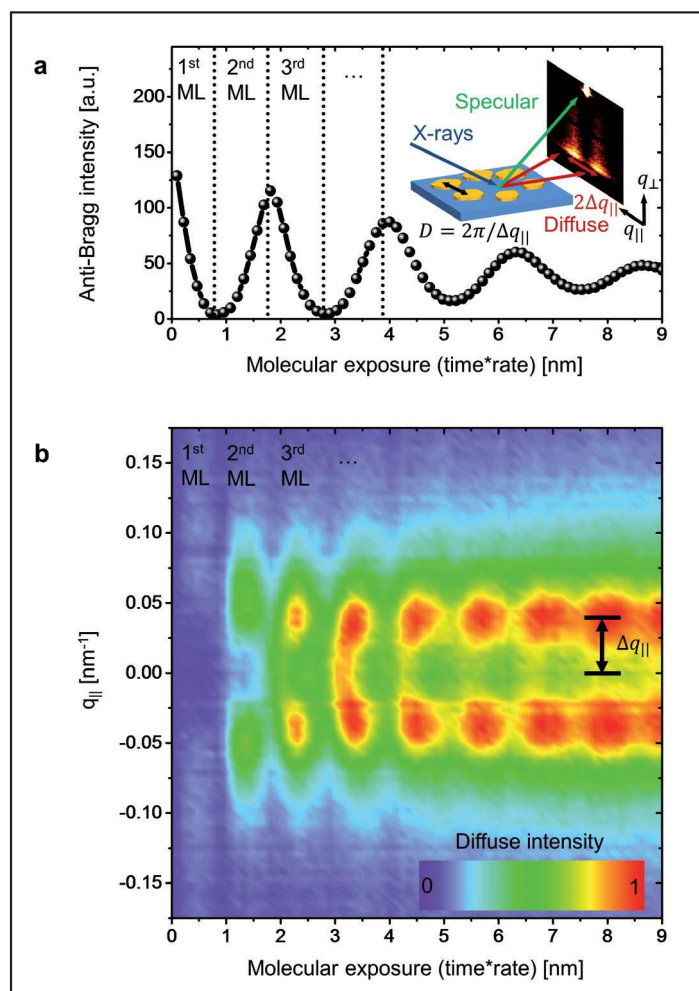 a
1st ML
2nd ML
3rd ML
...
Anti-Bragg intensity [a.u.]
200
150
100
50
0
Specular
X-rays
2Δq||
Diffuse
D = 2π/Δq||
q⊥
q||
0 1 2 3 4 5 6 7 8 9
Molecular exposure (time*rate) [nm]
b
1st ML
2nd ML
3rd ML
...
q|| [nm-1]
0.15
0.10
0.05
0.00
-0.05
-0.10
-0.15
Δq||
Diffuse intensity
0 1
0 1 2 3 4 5 6 7 8 9
Molecular exposure (time*rate) [nm]